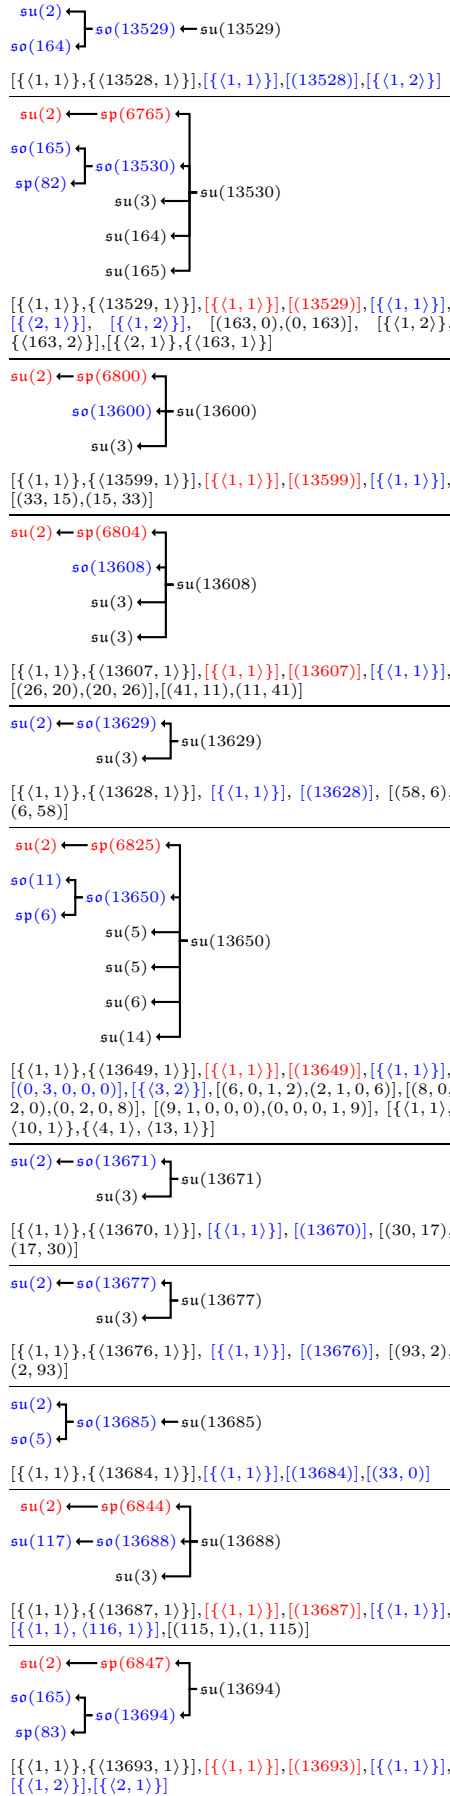 𝔰𝔲(2)
𝔰𝔬(13529) 𝔰𝔲(13529)
𝔰𝔬(164)
[{⟨1, 1⟩},{⟨13528, 1⟩}],[{⟨1, 1⟩}],[(13528)],[{⟨1, 2⟩}]
𝔰𝔲(2) 𝔰𝔭(6765)
𝔰𝔬(165)
𝔰𝔬(13530)
𝔰𝔭(82)
𝔰𝔲(13530)
𝔰𝔲(3)
𝔰𝔲(164)
𝔰𝔲(165)
[{⟨1, 1⟩},{⟨13529, 1⟩}],[{⟨1, 1⟩}],[(13529)],[{⟨1, 1⟩}],
[{⟨2, 1⟩}], [{⟨1, 2⟩}], [(163, 0),(0, 163)], [{⟨1, 2⟩},
{⟨163, 2⟩}],[{⟨2, 1⟩},{⟨163, 1⟩}]
𝔰𝔲(2) 𝔰𝔭(6800)
𝔰𝔬(13600) 𝔰𝔲(13600)
𝔰𝔲(3)
[{⟨1, 1⟩},{⟨13599, 1⟩}],[{⟨1, 1⟩}],[(13599)],[{⟨1, 1⟩}],
[(33, 15),(15, 33)]
𝔰𝔲(2) 𝔰𝔭(6804)
𝔰𝔬(13608)
𝔰𝔲(13608)
𝔰𝔲(3)
𝔰𝔲(3)
[{⟨1, 1⟩},{⟨13607, 1⟩}],[{⟨1, 1⟩}],[(13607)],[{⟨1, 1⟩}],
[(26, 20),(20, 26)],[(41, 11),(11, 41)]
𝔰𝔲(2) 𝔰𝔬(13629)
𝔰𝔲(13629)
𝔰𝔲(3)
[{⟨1, 1⟩},{⟨13628, 1⟩}], [{⟨1, 1⟩}], [(13628)], [(58, 6),
(6, 58)]
𝔰𝔲(2) 𝔰𝔭(6825)
𝔰𝔬(11)
𝔰𝔬(13650)
𝔰𝔭(6)
𝔰𝔲(5)
𝔰𝔲(13650)
𝔰𝔲(5)
𝔰𝔲(6)
𝔰𝔲(14)
[{⟨1, 1⟩},{⟨13649, 1⟩}],[{⟨1, 1⟩}],[(13649)],[{⟨1, 1⟩}],
[(0, 3, 0, 0, 0)],[{⟨3, 2⟩}],[(6, 0, 1, 2),(2, 1, 0, 6)],[(8, 0,
2, 0),(0, 2, 0, 8)], [(9, 1, 0, 0, 0),(0, 0, 0, 1, 9)], [{⟨1, 1⟩,
⟨10, 1⟩},{⟨4, 1⟩, ⟨13, 1⟩}]
𝔰𝔲(2) 𝔰𝔬(13671)
𝔰𝔲(13671)
𝔰𝔲(3)
[{⟨1, 1⟩},{⟨13670, 1⟩}], [{⟨1, 1⟩}], [(13670)], [(30, 17),
(17, 30)]
𝔰𝔲(2) 𝔰𝔬(13677)
𝔰𝔲(13677)
𝔰𝔲(3)
[{⟨1, 1⟩},{⟨13676, 1⟩}], [{⟨1, 1⟩}], [(13676)], [(93, 2),
(2, 93)]
𝔰𝔲(2)
𝔰𝔬(13685) 𝔰𝔲(13685)
𝔰𝔬(5)
[{⟨1, 1⟩},{⟨13684, 1⟩}],[{⟨1, 1⟩}],[(13684)],[(33, 0)]
𝔰𝔲(2) 𝔰𝔭(6844)
𝔰𝔲(117) 𝔰𝔬(13688) 𝔰𝔲(13688)
𝔰𝔲(3)
[{⟨1, 1⟩},{⟨13687, 1⟩}],[{⟨1, 1⟩}],[(13687)],[{⟨1, 1⟩}],
[{⟨1, 1⟩, ⟨116, 1⟩}],[(115, 1),(1, 115)]
𝔰𝔲(2) 𝔰𝔭(6847)
𝔰𝔲(13694)
𝔰𝔬(165)
𝔰𝔬(13694)
𝔰𝔭(83)
[{⟨1, 1⟩},{⟨13693, 1⟩}],[{⟨1, 1⟩}],[(13693)],[{⟨1, 1⟩}],
[{⟨1, 2⟩}],[{⟨2, 1⟩}]